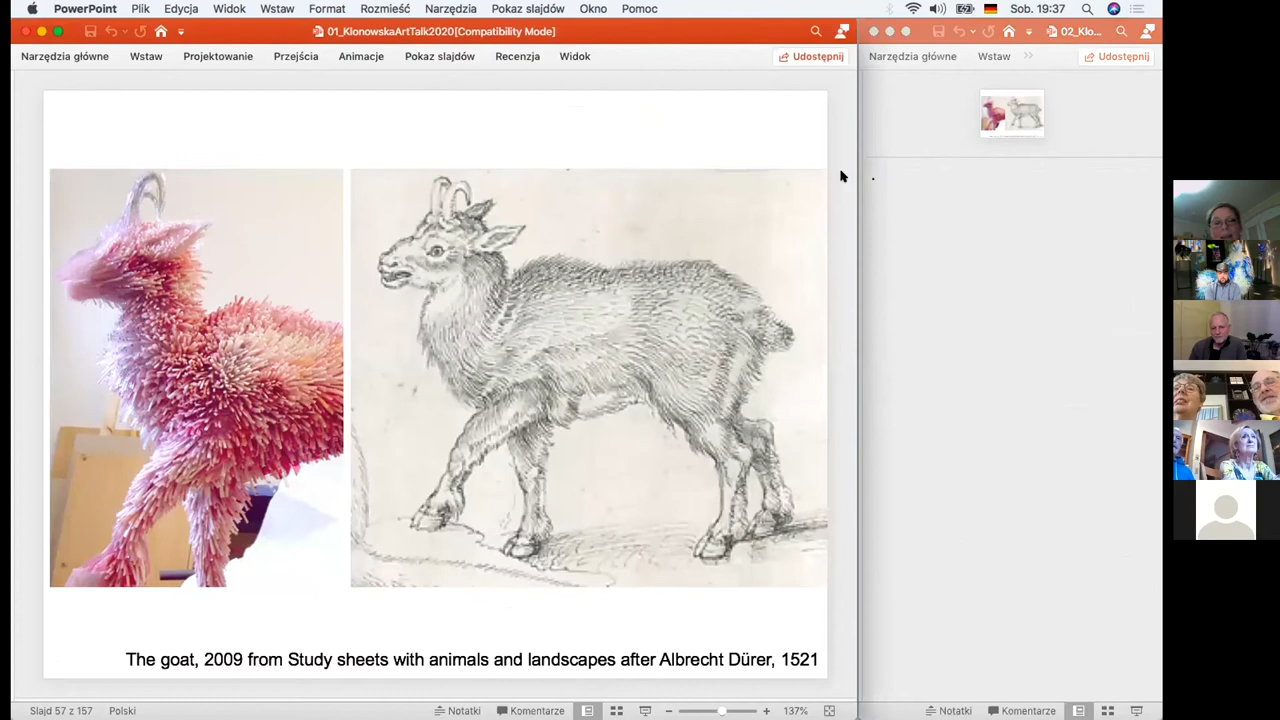 PowerPoint Plik Edycja Widok Wstaw Format Rozmieść Narzędzia Pokaz slajdów Okno Pomoc Sob. 19:37
01_KlonowskaArtTalk2020[Compatibility Mode]
02_Klo...
Narzędzia główne Wstaw Projektowanie Przejścia Animacje Pokaz slajdów Recenzja Widok Udostępnij
Narzędzia główne Wstaw Udostępnij
The goat, 2009 from Study sheets with animals and landscapes after Albrecht Dürer, 1521
Slajd 57 z 157 Polski Notatki Komentarze 137%
Notatki Komentarze